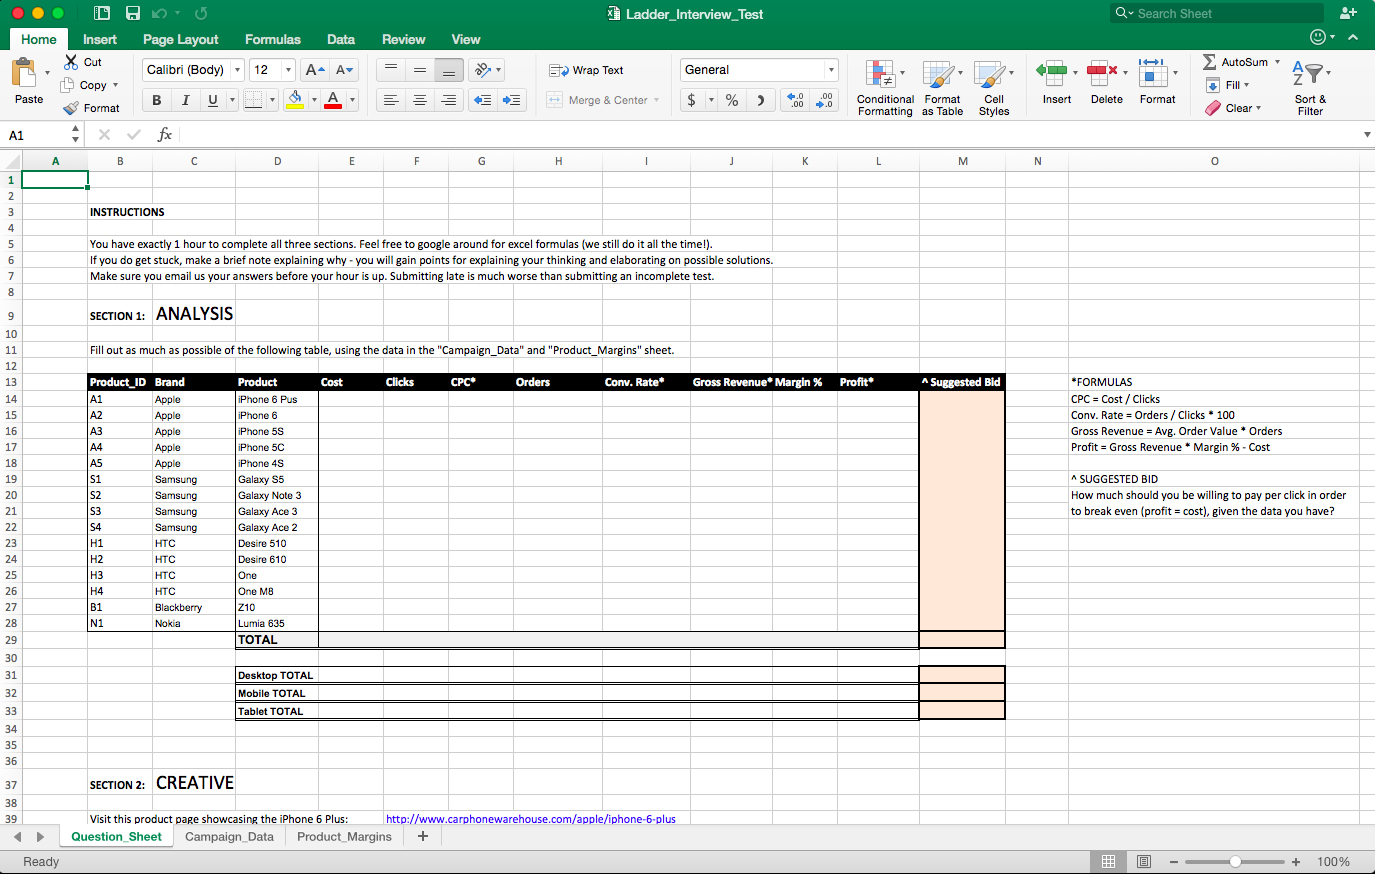 Ladder_Interview_Test
Search Sheet
Home Insert Page Layout Formulas Data Review View
Paste
Cut
Copy
Format
Calibri (Body) 12 A A
B I U A
Wrap Text
Merge & Center
General
$ % .00 .0
Conditional Formatting
Format as Table
Cell Styles
Insert
Delete
Format
AutoSum
Fill
Clear
Sort & Filter
A1 fx
A B C D E F G H I J K L M N O
1
2
3 INSTRUCTIONS
4
5 You have exactly 1 hour to complete all three sections. Feel free to google around for excel formulas (we still do it all the time!).
6 If you do get stuck, make a brief note explaining why - you will gain points for explaining your thinking and elaborating on possible solutions.
7 Make sure you email us your answers before your hour is up. Submitting late is much worse than submitting an incomplete test.
8
9 SECTION 1: ANALYSIS
10
11 Fill out as much as possible of the following table, using the data in the "Campaign_Data" and "Product_Margins" sheet.
12
13 Product_ID Brand Product Cost Clicks CPC* Orders Conv. Rate* Gross Revenue* Margin % Profit* ^ Suggested Bid *FORMULAS
14 A1 Apple iPhone 6 Pus CPC = Cost / Clicks
15 A2 Apple iPhone 6 Conv. Rate = Orders / Clicks * 100
16 A3 Apple iPhone 5S Gross Revenue = Avg. Order Value * Orders
17 A4 Apple iPhone 5C Profit = Gross Revenue * Margin % - Cost
18 A5 Apple iPhone 4S
19 S1 Samsung Galaxy S5 ^ SUGGESTED BID
20 S2 Samsung Galaxy Note 3 How much should you be willing to pay per click in order
21 S3 Samsung Galaxy Ace 3 to break even (profit = cost), given the data you have?
22 S4 Samsung Galaxy Ace 2
23 H1 HTC Desire 510
24 H2 HTC Desire 610
25 H3 HTC One
26 H4 HTC One M8
27 B1 Blackberry Z10
28 N1 Nokia Lumia 635
29 TOTAL
30
31 Desktop TOTAL
32 Mobile TOTAL
33 Tablet TOTAL
34
35
36
37 SECTION 2: CREATIVE
38
39 Visit this product page showcasing the iPhone 6 Plus: http://www.carphonewarehouse.com/apple/iphone-6-plus
Question_Sheet Campaign_Data Product_Margins +
Ready 100%